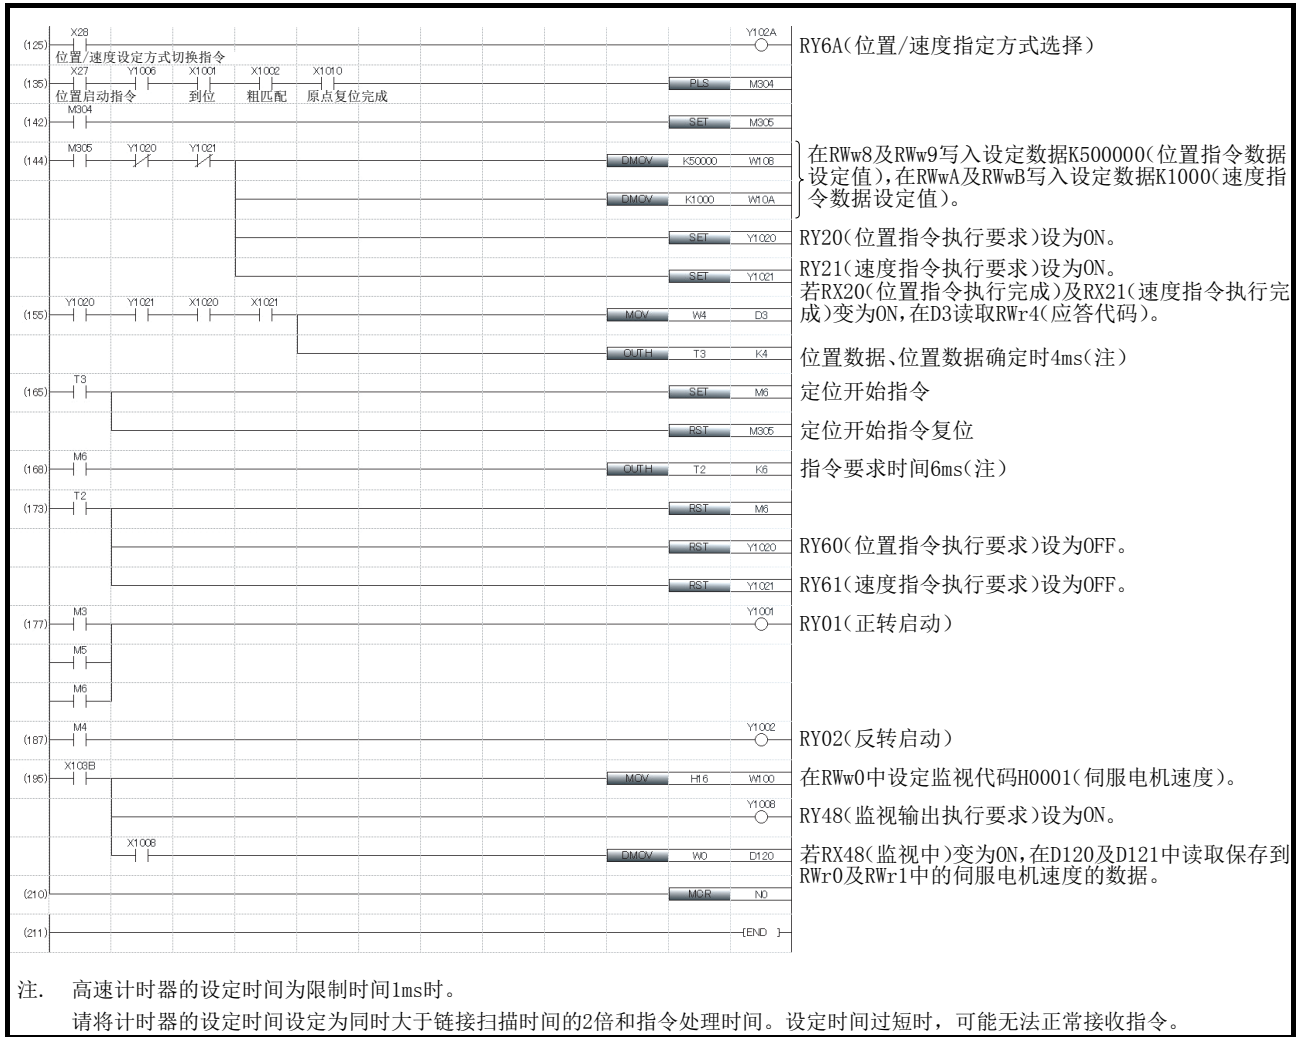 X28 Y102A
(125) RY6A(位置/速度指定方式选择)
位置/速度设定方式切换指令
X27 Y1006 X1001 X1002 X1010
(135) PLS M304
位置启动指令 到位 粗匹配 原点复位完成
M304
(142) SET M305
M305 Y1020 Y1021
(144) DMOV K50000 W108
在RWw8及RWw9写入设定数据K500000(位置指令数据
设定值),在RWwA及RWwB写入设定数据K1000(速度指
令数据设定值)。
DMOV K1000 W10A
SET Y1020 RY20(位置指令执行要求)设为ON。
SET Y1021 RY21(速度指令执行要求)设为ON。
若RX20(位置指令执行完成)及RX21(速度指令执行完
成)变为ON,在D3读取RWr4(应答代码)。
Y1020 Y1021 X1020 X1021
(155) MOV W4 D3
OUTH T3 K4 位置数据、位置数据确定时4ms(注)
T3
(165) SET M6 定位开始指令
RST M305 定位开始指令复位
M6
(168) OUTH T2 K6 指令要求时间6ms(注)
T2
(173) RST M6
RST Y1020 RY60(位置指令执行要求)设为OFF。
RST Y1021 RY61(速度指令执行要求)设为OFF。
M3 Y1001
(177) RY01(正转启动)
M5
M6
M4 Y1002
(187) RY02(反转启动)
X103B
(195) MOV H16 W100 在RWw0中设定监视代码H0001(伺服电机速度)。
Y1008
RY48(监视输出执行要求)设为ON。
X1008
DMOV W0 D120 若RX48(监视中)变为ON,在D120及D121中读取保存到
RWr0及RWr1中的伺服电机速度的数据。
(210) MCR N0
(211) [END ]
注. 高速计时器的设定时间为限制时间1ms时。
请将计时器的设定时间设定为同时大于链接扫描时间的2倍和指令处理时间。设定时间过短时，可能无法正常接收指令。